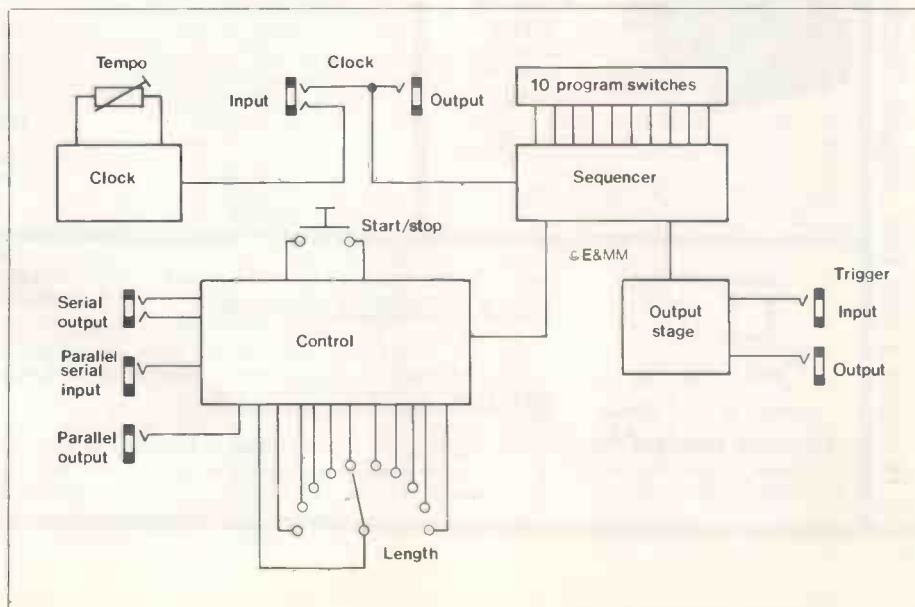 Tempo
Clock
Clock
Input
Output
10 program switches
Sequencer
Start/stop
© E&MM
Serial
output
Parallel
serial
input
Parallel
output
Control
Output
stage
Trigger
Input
Output
Length